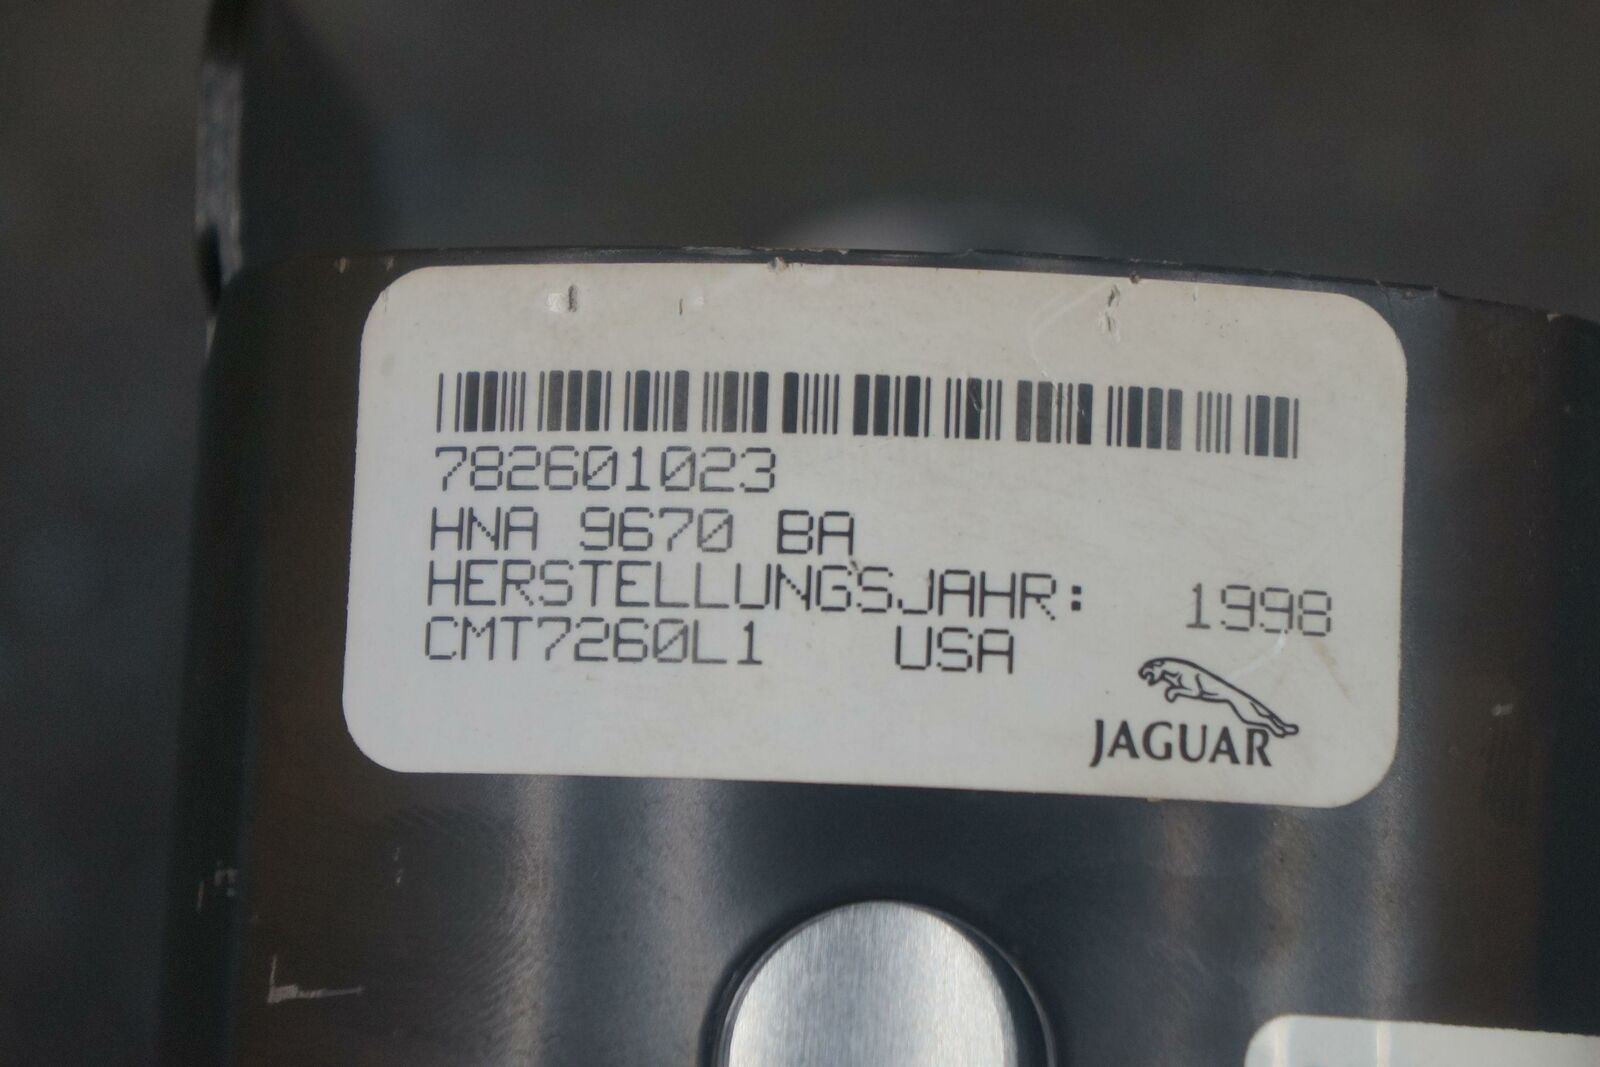 782601023
HNA 9670 BA
HERSTELLUNGSJAHR: 1998
CMT7260L1 USA
JAGUAR